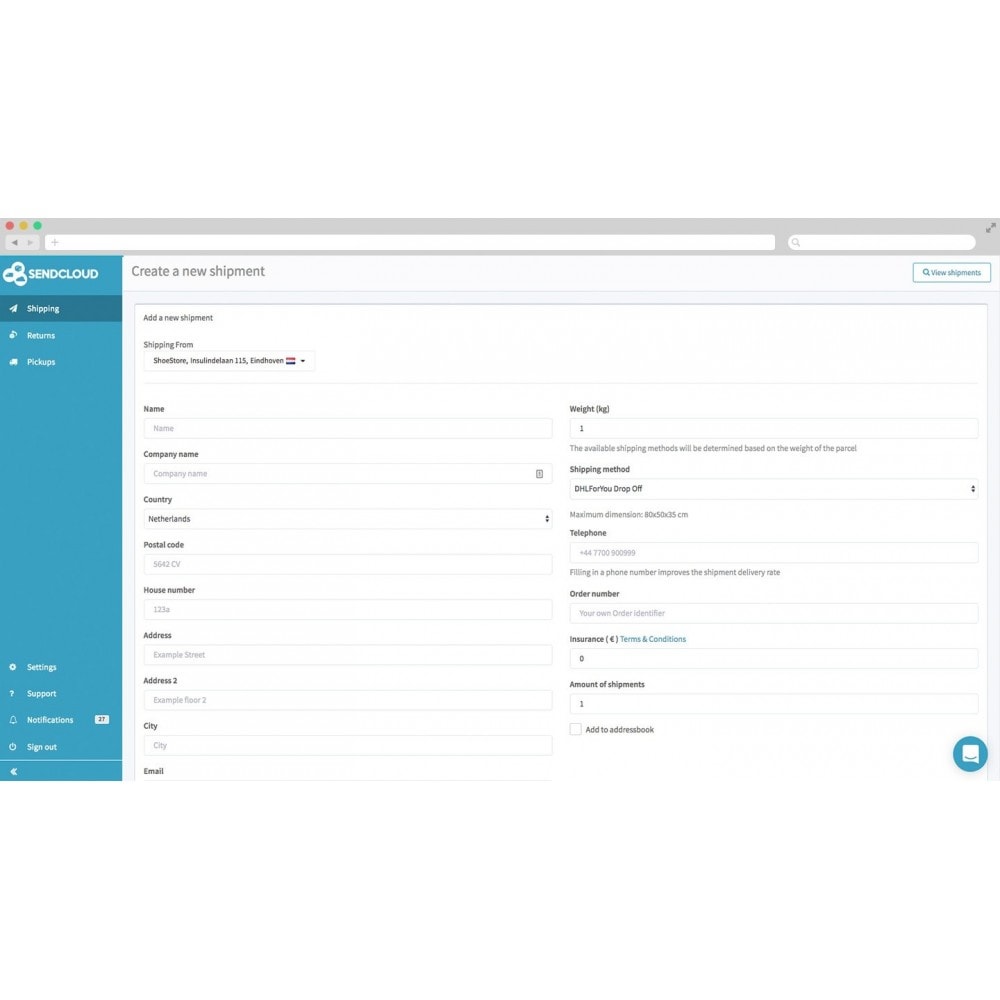 SENDCLOUD
Create a new shipment
View shipments
Shipping
Returns
Pickups
Settings
Support
Notifications 27
Sign out
Add a new shipment
Shipping From
ShoeStore, Insulindelaan 115, Eindhoven
Name
Name
Company name
Company name
Country
Netherlands
Postal code
5642 CV
House number
123a
Address
Example Street
Address 2
Example floor 2
City
City
Email
Weight (kg)
1
The available shipping methods will be determined based on the weight of the parcel
Shipping method
DHLForYou Drop Off
Maximum dimension: 80x50x35 cm
Telephone
+44 7700 900999
Filling in a phone number improves the shipment delivery rate
Order number
Your own Order identifier
Insurance ( € ) Terms & Conditions
0
Amount of shipments
1
Add to addressbook